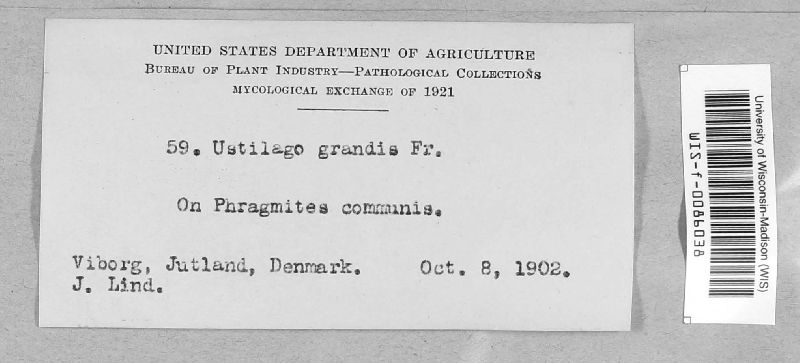 UNITED STATES DEPARTMENT OF AGRICULTURE
BUREAU OF PLANT INDUSTRY—PATHOLOGICAL COLLECTIONS
MYCOLOGICAL EXCHANGE OF 1921
59. Ustilago grandis Fr.
On Phragmites communis.
Viborg, Jutland, Denmark. Oct. 8, 1902.
J. Lind.
University of Wisconsin-Madison (WIS)
WIS-f-0086038